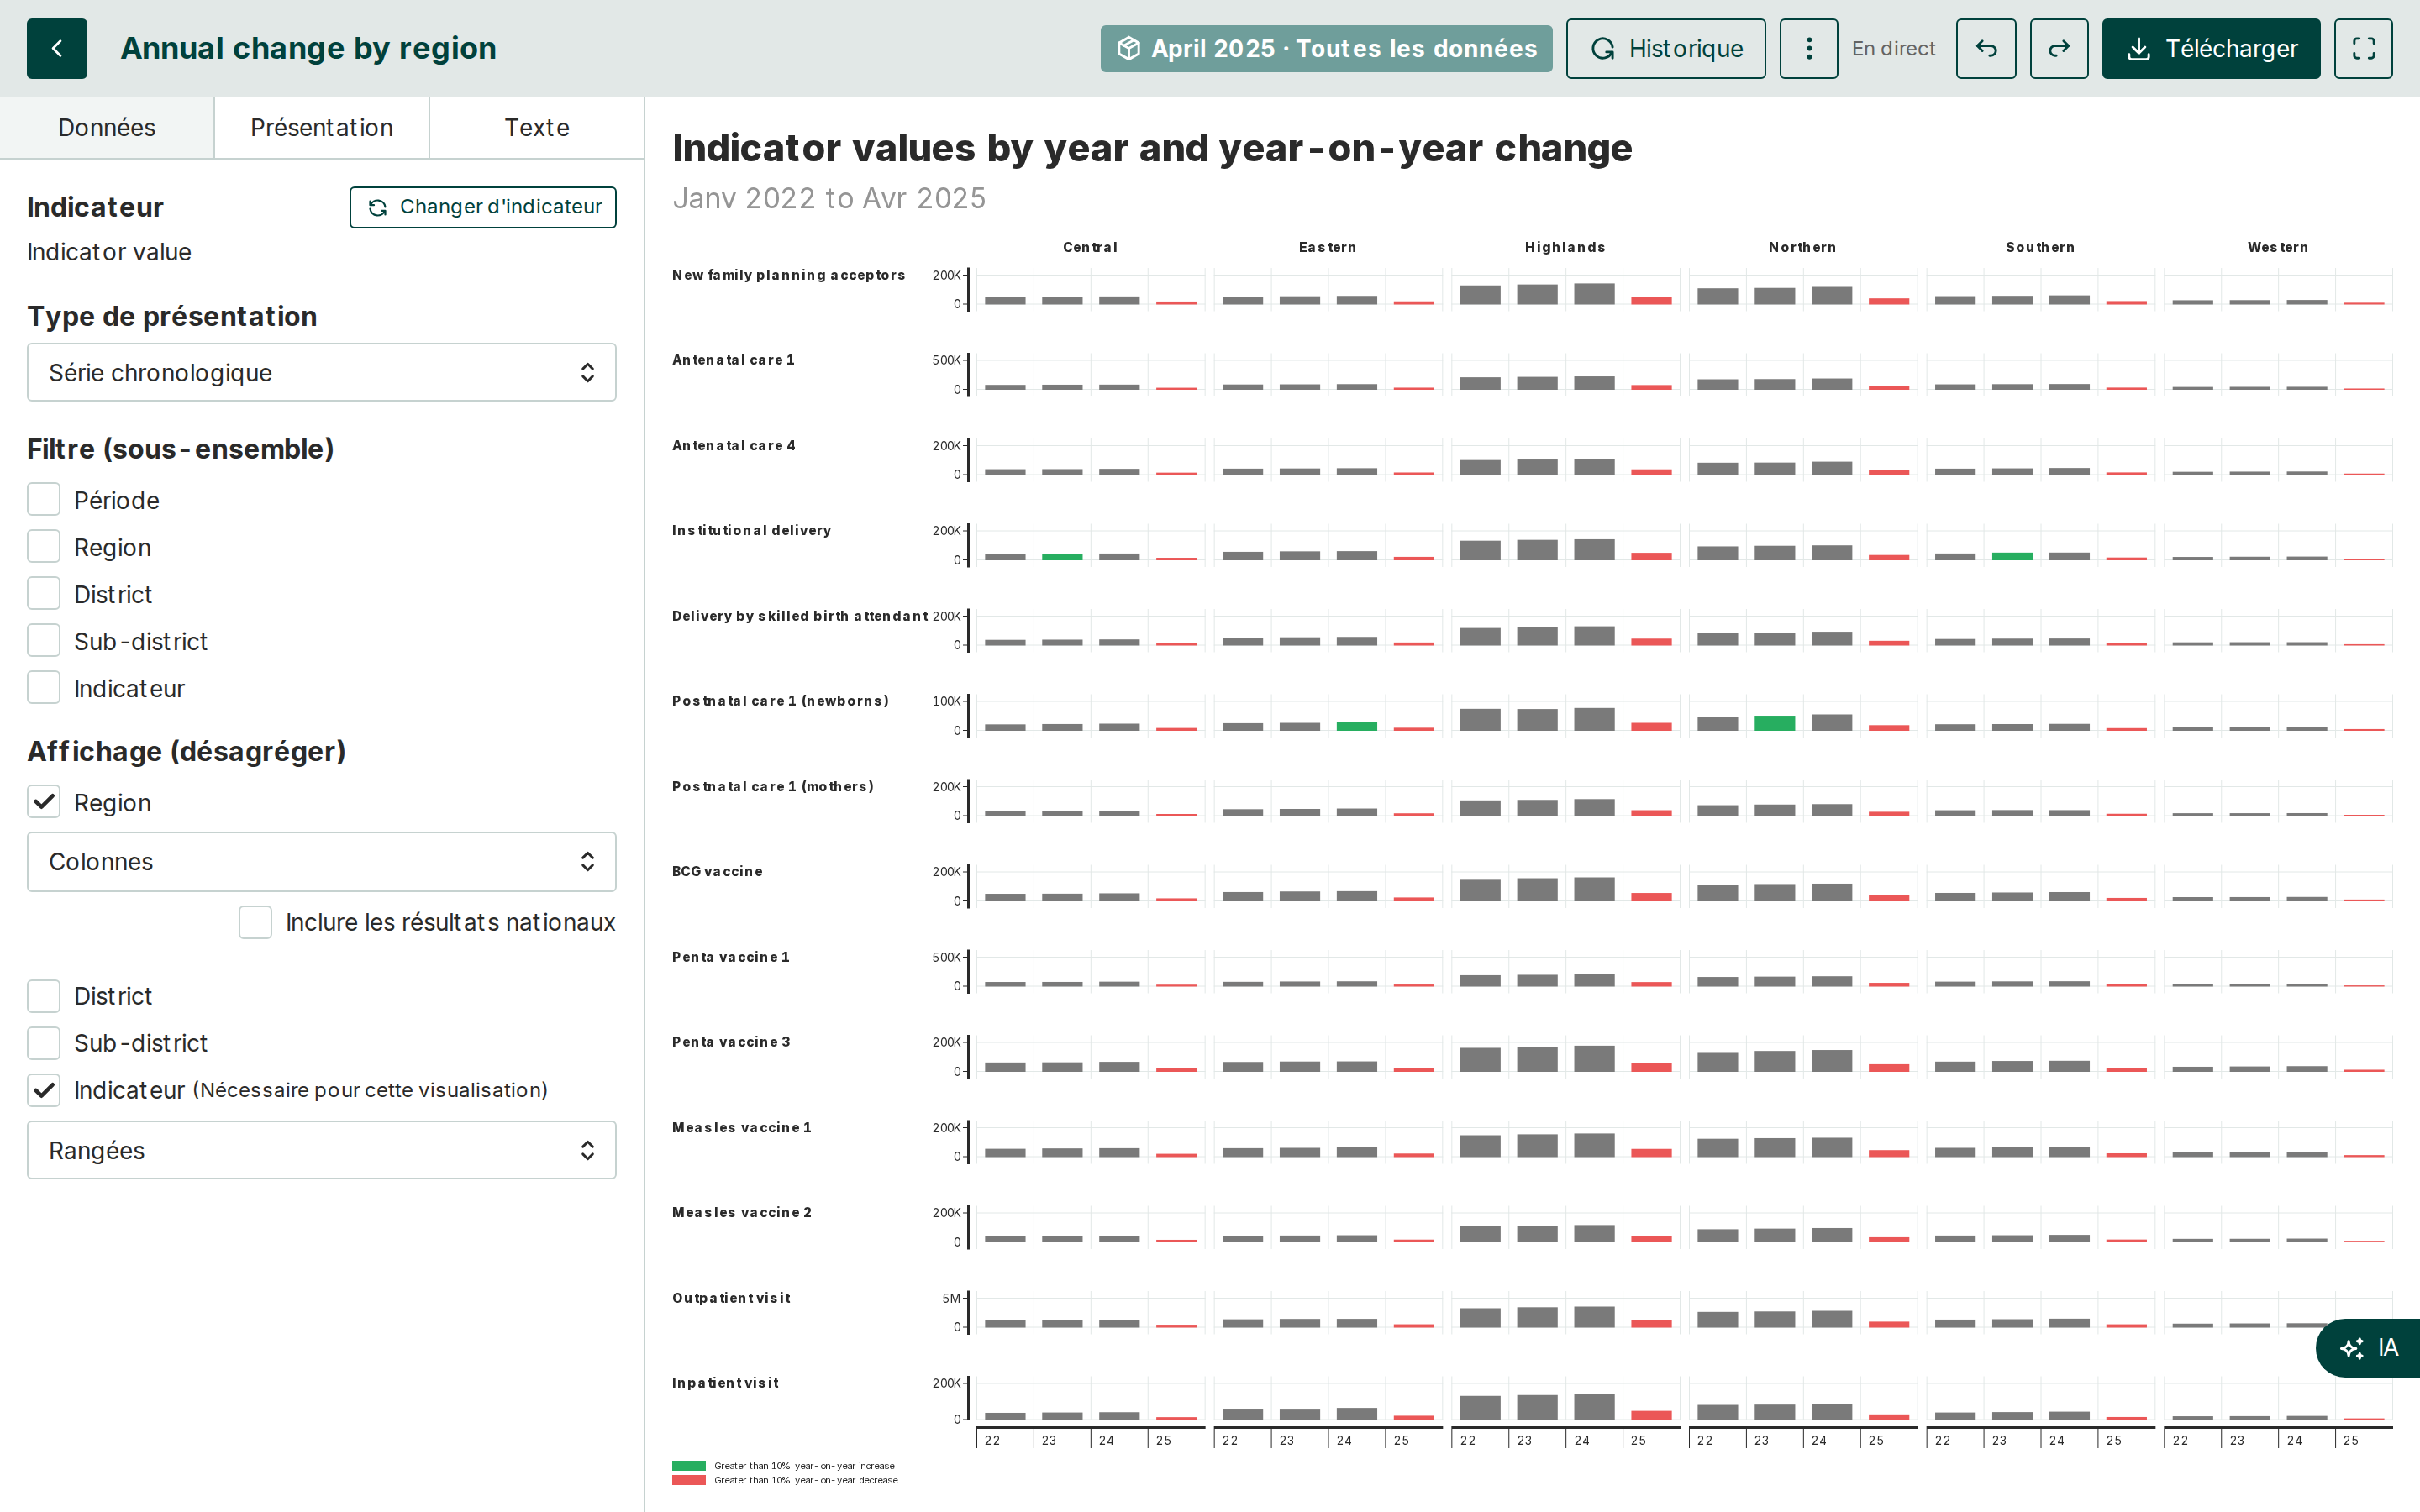 Annual change by region
April 2025 · Toutes les données
Historique
En direct
Télécharger
Données
Présentation
Texte
Indicateur
Changer d'indicateur
Indicator value
Type de présentation
Série chronologique
Filtre (sous-ensemble)
Période
Region
District
Sub-district
Indicateur
Affichage (désagréger)
Region
Colonnes
Inclure les résultats nationaux
District
Sub-district
Indicateur (Nécessaire pour cette visualisation)
Rangées
Indicator values by year and year-on-year change
Janv 2022 to Avr 2025
Central Eastern Highlands Northern Southern Western
New family planning acceptors 200K
0
Antenatal care 1 500K
0
Antenatal care 4 200K
0
Institutional delivery 200K
0
Delivery by skilled birth attendant 200K
0
Postnatal care 1 (newborns) 100K
0
Postnatal care 1 (mothers) 200K
0
BCG vaccine 200K
0
Penta vaccine 1 500K
0
Penta vaccine 3 200K
0
Measles vaccine 1 200K
0
Measles vaccine 2 200K
0
Outpatient visit 5M
0
IA
Inpatient visit 200K
0
22 23 24 25 22 23 24 25 22 23 24 25 22 23 24 25 22 23 24 25 22 23 24 25
Greater than 10% year-on-year increase
Greater than 10% year-on-year decrease